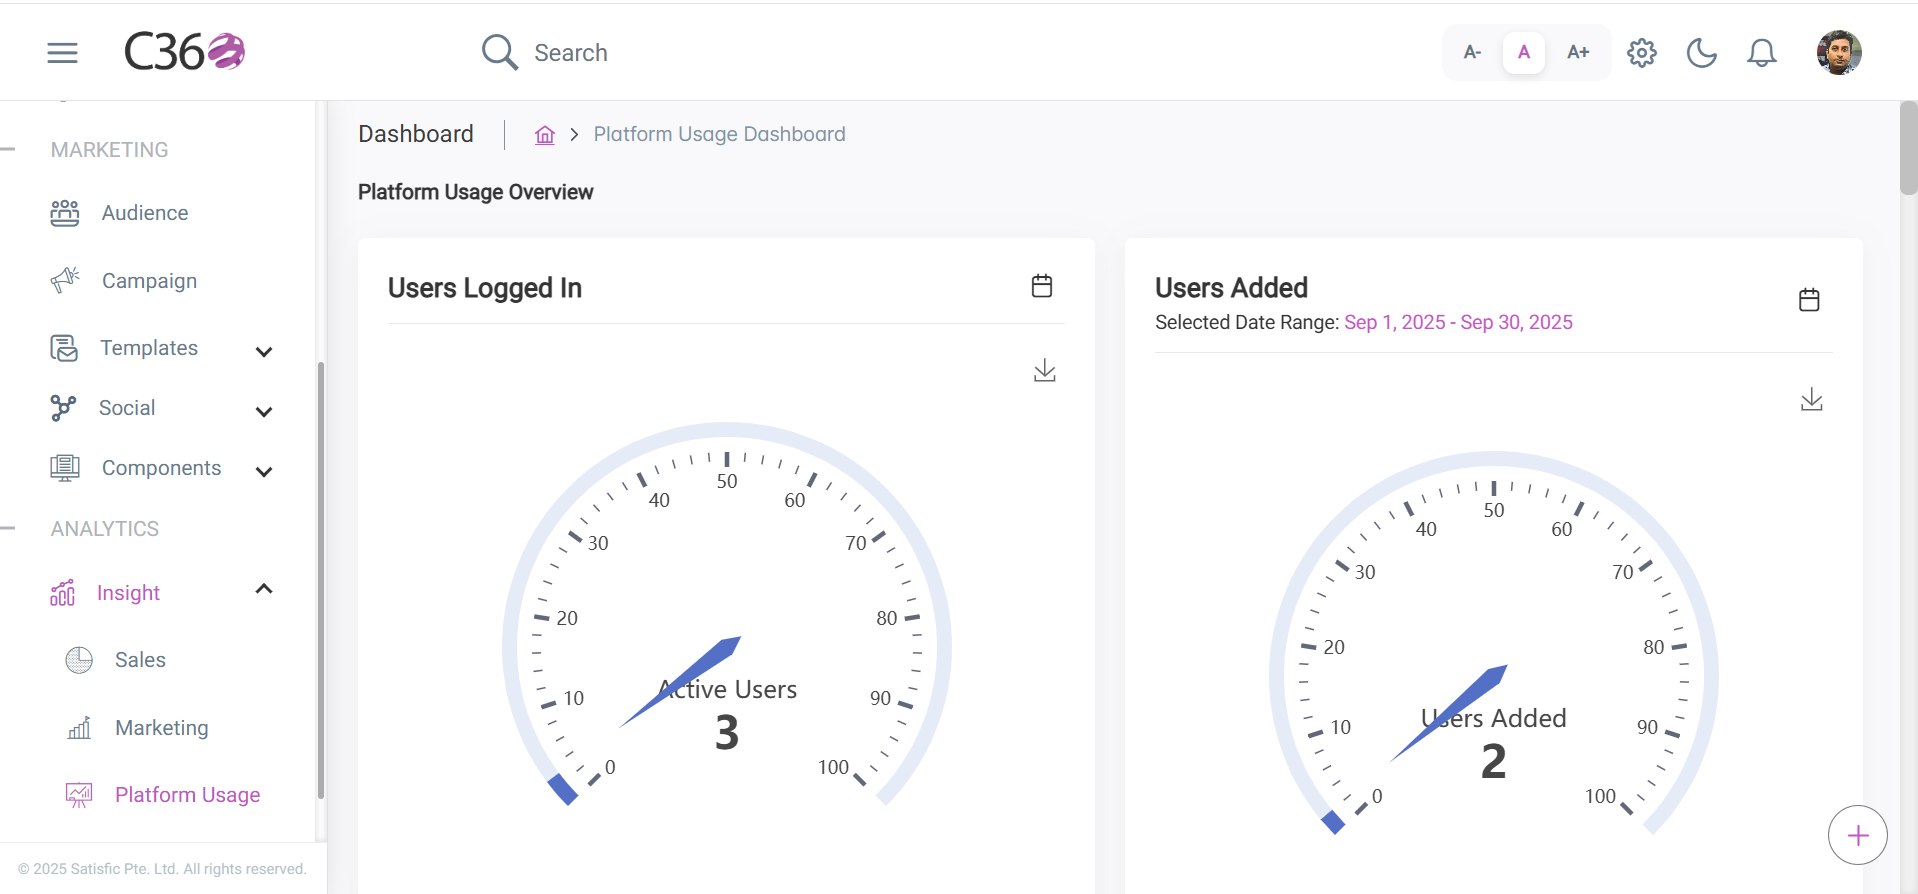 C360
Search
A-
A
A+
MARKETING
Audience
Campaign
Templates
Social
Components
ANALYTICS
Insight
Sales
Marketing
Platform Usage
© 2025 Satisfic Pte. Ltd. All rights reserved.
Dashboard
Platform Usage Dashboard
Platform Usage Overview
Users Logged In
0
10
20
30
40
50
60
70
80
90
100
Active Users
3
Users Added
Selected Date Range: Sep 1, 2025 - Sep 30, 2025
0
10
20
30
40
50
60
70
80
90
100
Users Added
2